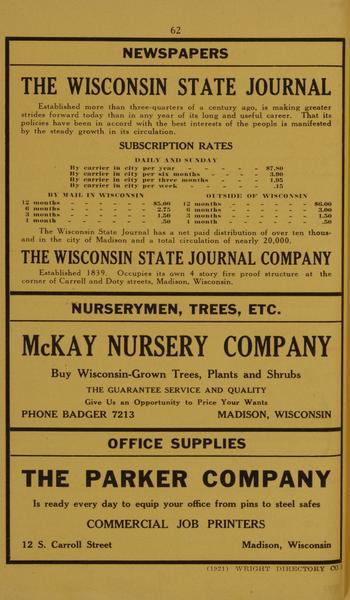 62
NEWSPAPERS
THE WISCONSIN STATE JOURNAL
Established more than three-quarters of a century ago, is making greater
strides forward today than in any year of its long and useful career. That its
policies have been in accord with the best interests of the people is manifested
by the steady growth in its circulation.
SUBSCRIPTION RATES
DAILY AND SUNDAY
By carrier in city per year - - - - - - $7.80
By carrier in city per six months - - - - - 3.90
By carrier in city per three months - - - - 1.95
By carrier in city per week - - - - - - .15
BY MAIL IN WISCONSIN
12 months - - - - - - $5.00
6 months - - - - - - 2.75
3 months - - - - - - 1.50
1 month - - - - - - .50
OUTSIDE OF WISCONSIN
12 months - - - - - - $6.00
6 months - - - - - - 3.00
3 months - - - - - - 1.50
1 month - - - - - - .50
The Wisconsin State Journal has a net paid distribution of over ten thous-
and in the city of Madison and a total circulation of nearly 20,000.
THE WISCONSIN STATE JOURNAL COMPANY
Established 1839. Occupies its own 4 story fire proof structure at the
corner of Carroll and Doty streets, Madison, Wisconsin.
NURSERYMEN, TREES, ETC.
McKAY NURSERY COMPANY
Buy Wisconsin-Grown Trees, Plants and Shrubs
THE GUARANTEE SERVICE AND QUALITY
Give Us an Opportunity to Price Your Wants
PHONE BADGER 7213 MADISON, WISCONSIN
OFFICE SUPPLIES
THE PARKER COMPANY
Is ready every day to equip your office from pins to steel safes
COMMERCIAL JOB PRINTERS
12 S. Carroll Street Madison, Wisconsin
(1921) WRIGHT DIRECTORY CO